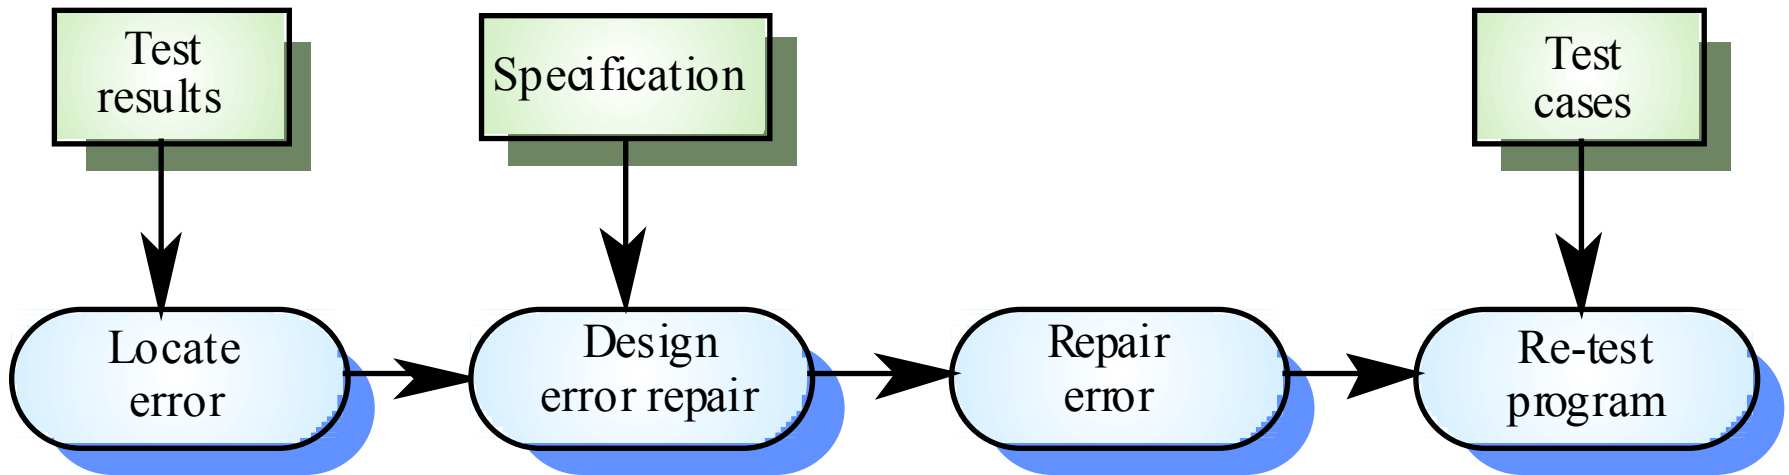 Test
results
Specification
Test
cases
Locate
error
Design
error repair
Repair
error
Re-test
program